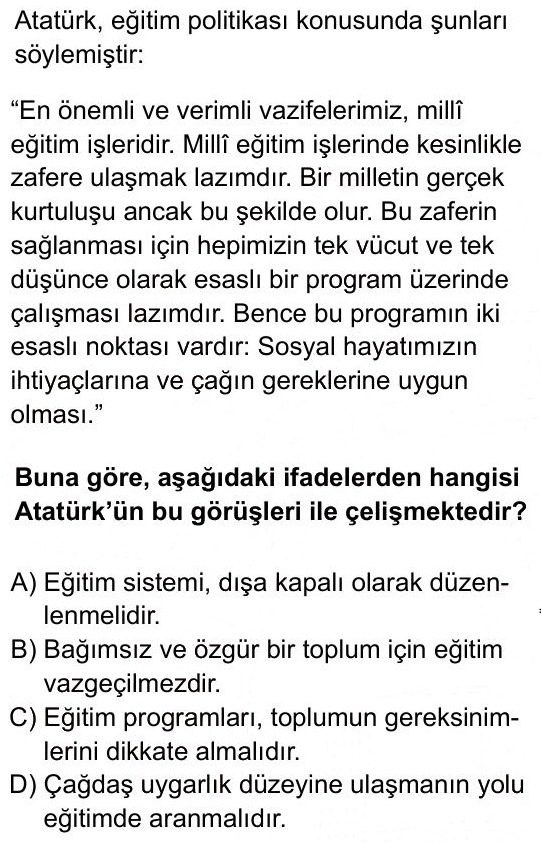 Atatürk, eğitim politikası konusunda şunları
söylemiştir:
“En önemli ve verimli vazifelerimiz, millî
eğitim işleridir. Millî eğitim işlerinde kesinlikle
zafere ulaşmak lazımdır. Bir milletin gerçek
kurtuluşu ancak bu şekilde olur. Bu zaferin
sağlanması için hepimizin tek vücut ve tek
düşünce olarak esaslı bir program üzerinde
çalışması lazımdır. Bence bu programın iki
esaslı noktası vardır: Sosyal hayatımızın
ihtiyaçlarına ve çağın gereklerine uygun
olması.”
Buna göre, aşağıdaki ifadelerden hangisi
Atatürk’ün bu görüşleri ile çelişmektedir?
A) Eğitim sistemi, dışa kapalı olarak düzen-
lenmelidir.
B) Bağımsız ve özgür bir toplum için eğitim
vazgeçilmezdir.
C) Eğitim programları, toplumun gereksinim-
lerini dikkate almalıdır.
D) Çağdaş uygarlık düzeyine ulaşmanın yolu
eğitimde aranmalıdır.